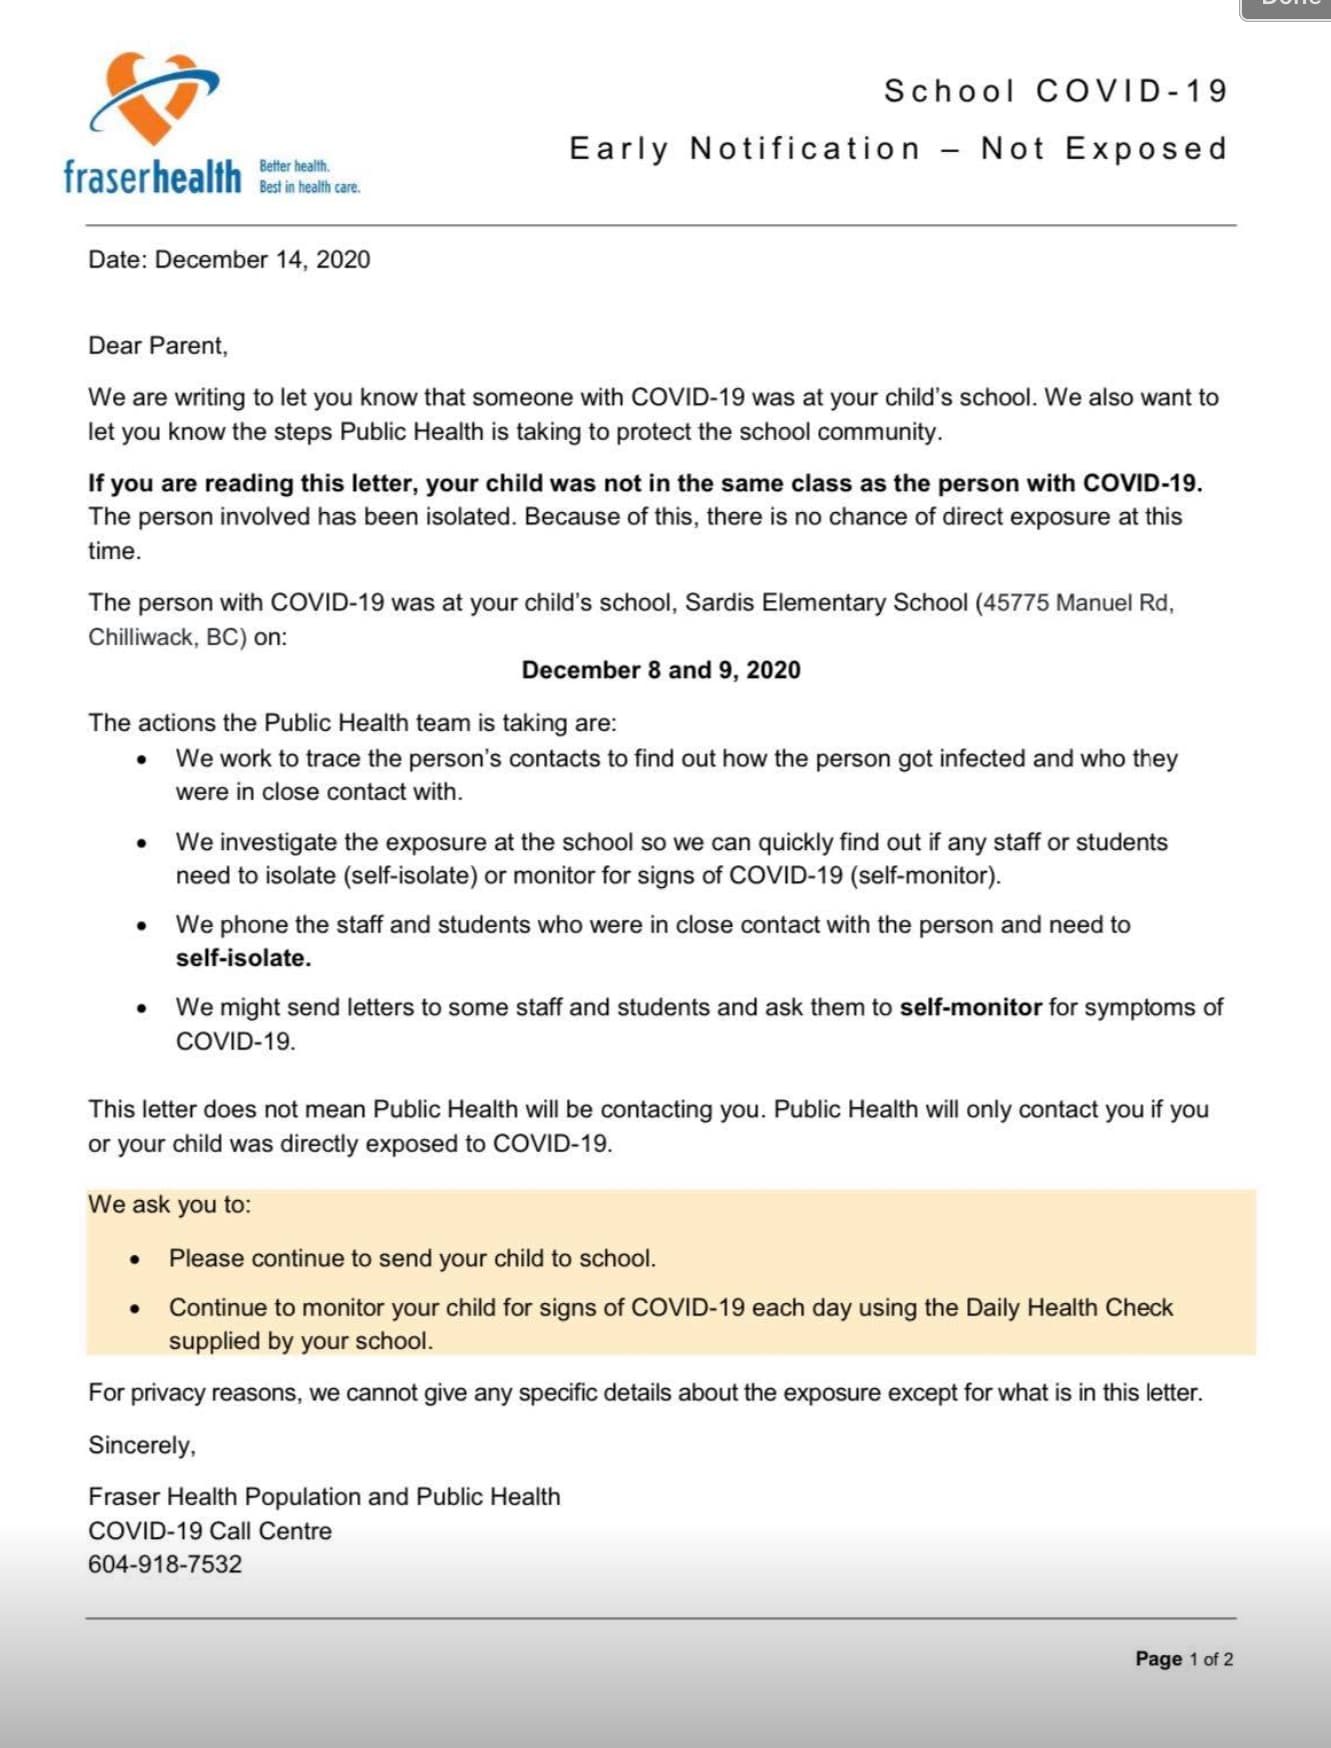 Done
School COVID-19
Early Notification – Not Exposed
fraserhealth
Better health.
Best in health care.
Date: December 14, 2020
Dear Parent,
We are writing to let you know that someone with COVID-19 was at your child's school. We also want to
let you know the steps Public Health is taking to protect the school community.
If you are reading this letter, your child was not in the same class as the person with COVID-19.
The person involved has been isolated. Because of this, there is no chance of direct exposure at this
time.
The person with COVID-19 was at your child's school, Sardis Elementary School (45775 Manuel Rd,
Chilliwack, BC) on:
December 8 and 9, 2020
The actions the Public Health team is taking are:
• We work to trace the person's contacts to find out how the person got infected and who they
were in close contact with.
• We investigate the exposure at the school so we can quickly find out if any staff or students
need to isolate (self-isolate) or monitor for signs of COVID-19 (self-monitor).
• We phone the staff and students who were in close contact with the person and need to
self-isolate.
• We might send letters to some staff and students and ask them to self-monitor for symptoms of
COVID-19.
This letter does not mean Public Health will be contacting you. Public Health will only contact you if you
or your child was directly exposed to COVID-19.
We ask you to:
• Please continue to send your child to school.
• Continue to monitor your child for signs of COVID-19 each day using the Daily Health Check
supplied by your school.
For privacy reasons, we cannot give any specific details about the exposure except for what is in this letter.
Sincerely,
Fraser Health Population and Public Health
COVID-19 Call Centre
604-918-7532
Page 1 of 2